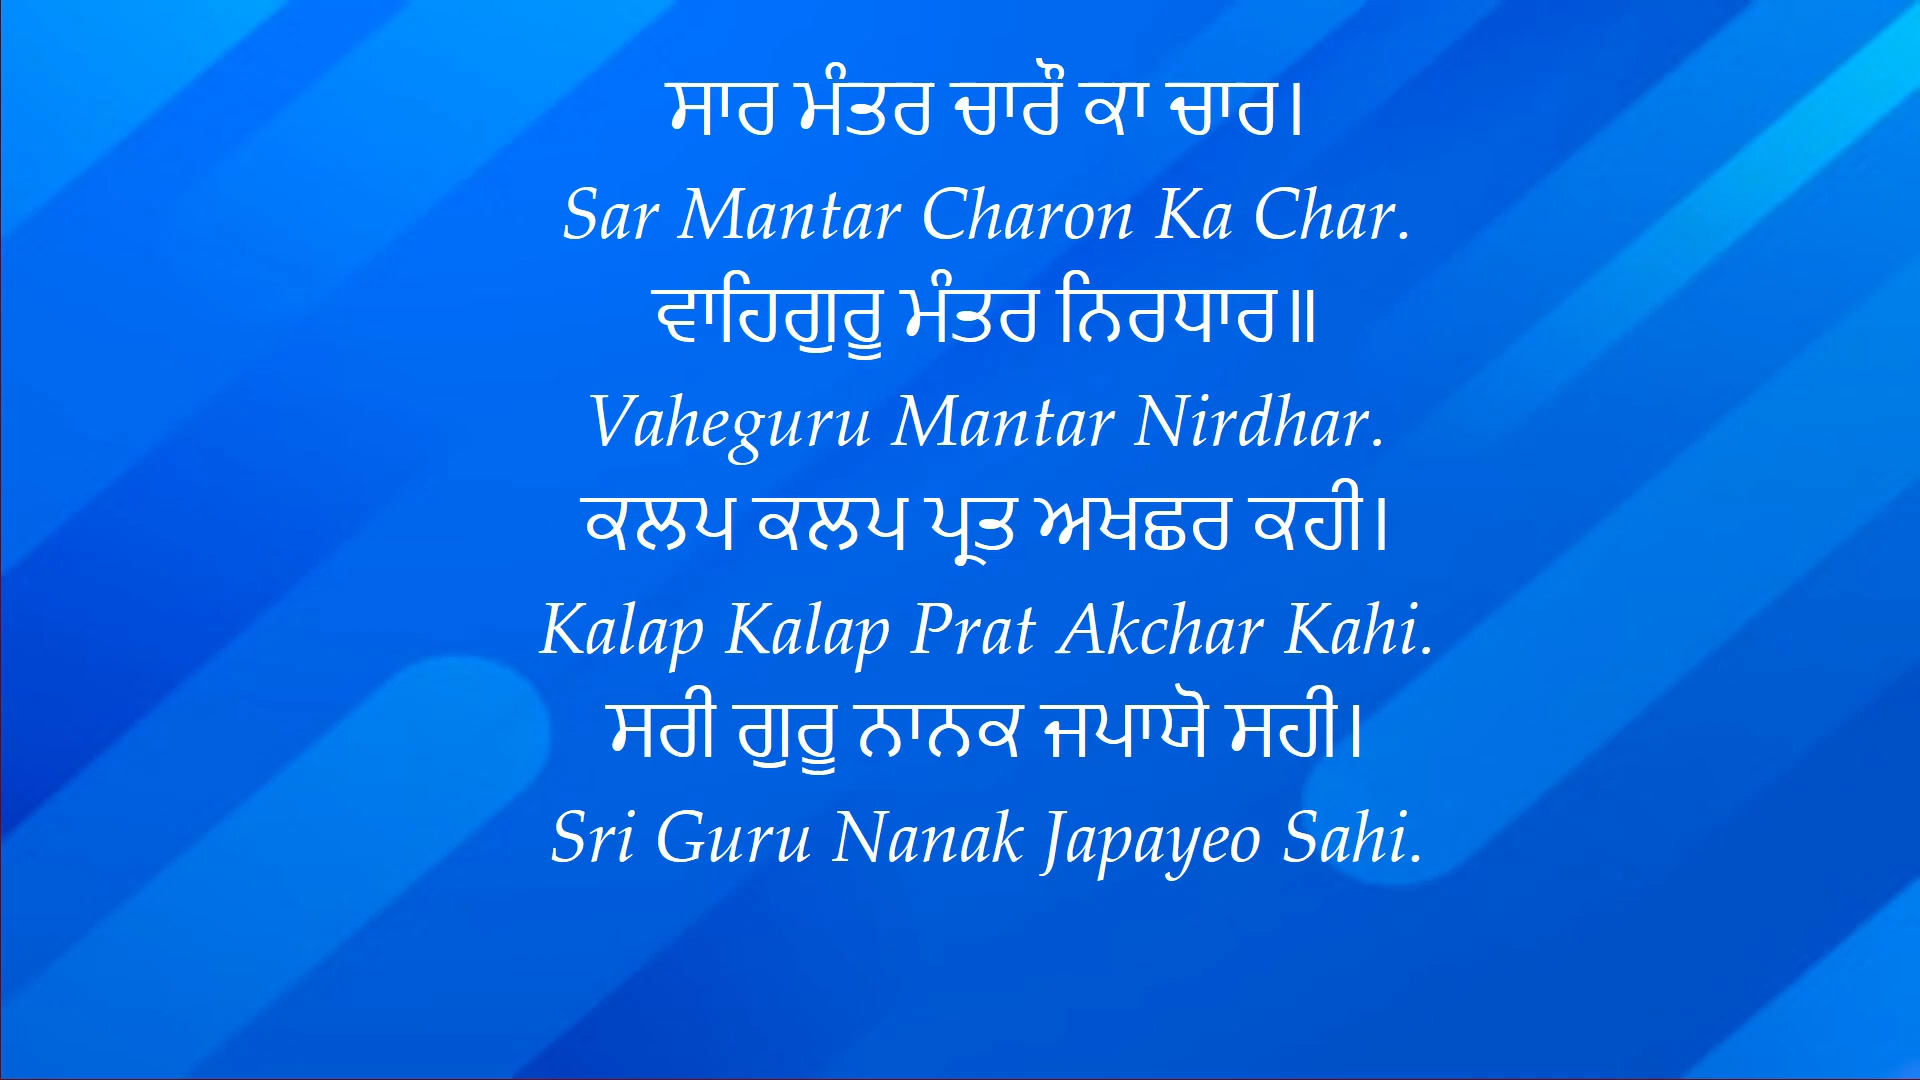 ਸਾਰ ਮੰਤਰ ਚਾਰੌ ਕਾ ਚਾਰ।
Sar Mantar Charon Ka Char.
ਵਾਹਿਗੁਰੂ ਮੰਤਰ ਨਿਰਧਾਰ॥
Vaheguru Mantar Nirdhar.
ਕਲਪ ਕਲਪ ਪ੍ਰਤ ਅਖਛਰ ਕਹੀ।
Kalap Kalap Prat Akchar Kahi.
ਸਰੀ ਗੁਰੂ ਨਾਨਕ ਜਪਾਯੋ ਸਹੀ।
Sri Guru Nanak Japayeo Sahi.